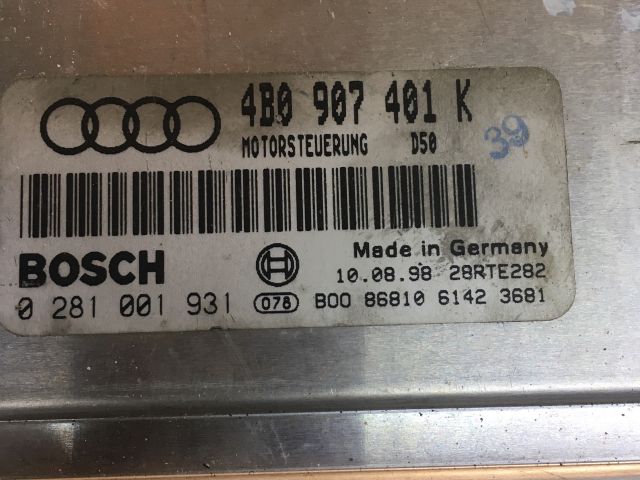 4B0 907 401 K
MOTORSTEUERUNG D50
39
BOSCH
Made in Germany
10.08.98 28RTE282
0 281 001 931 078 B00 86810 6142 3681